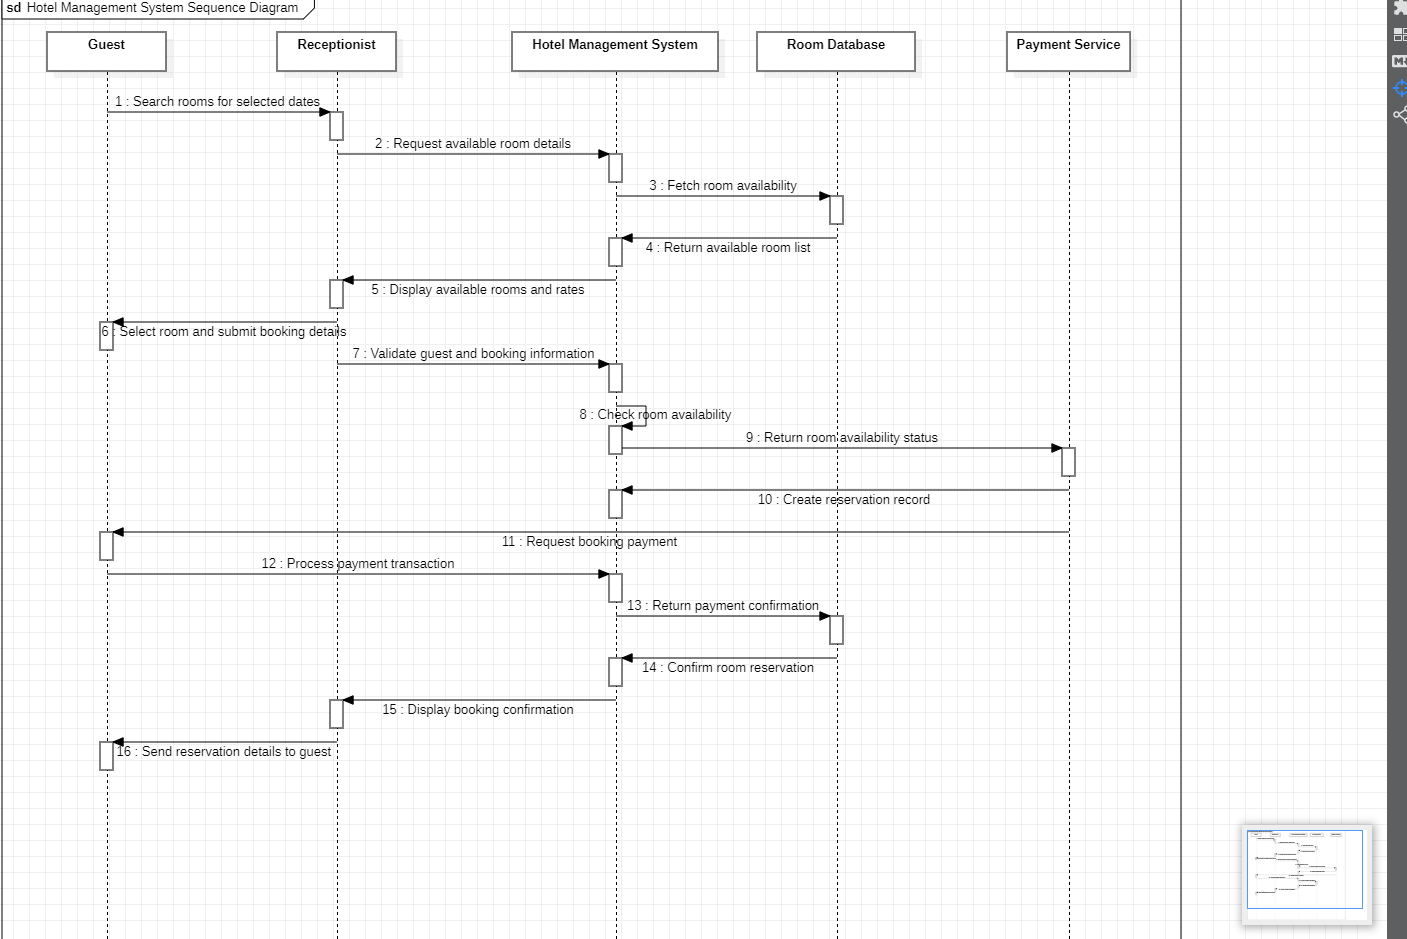 sd Hotel Management System Sequence Diagram
Guest
Receptionist
Hotel Management System
Room Database
Payment Service
1 : Search rooms for selected dates
2 : Request available room details
3 : Fetch room availability
4 : Return available room list
5 : Display available rooms and rates
6 : Select room and submit booking details
7 : Validate guest and booking information
8 : Check room availability
9 : Return room availability status
10 : Create reservation record
11 : Request booking payment
12 : Process payment transaction
13 : Return payment confirmation
14 : Confirm room reservation
15 : Display booking confirmation
16 : Send reservation details to guest